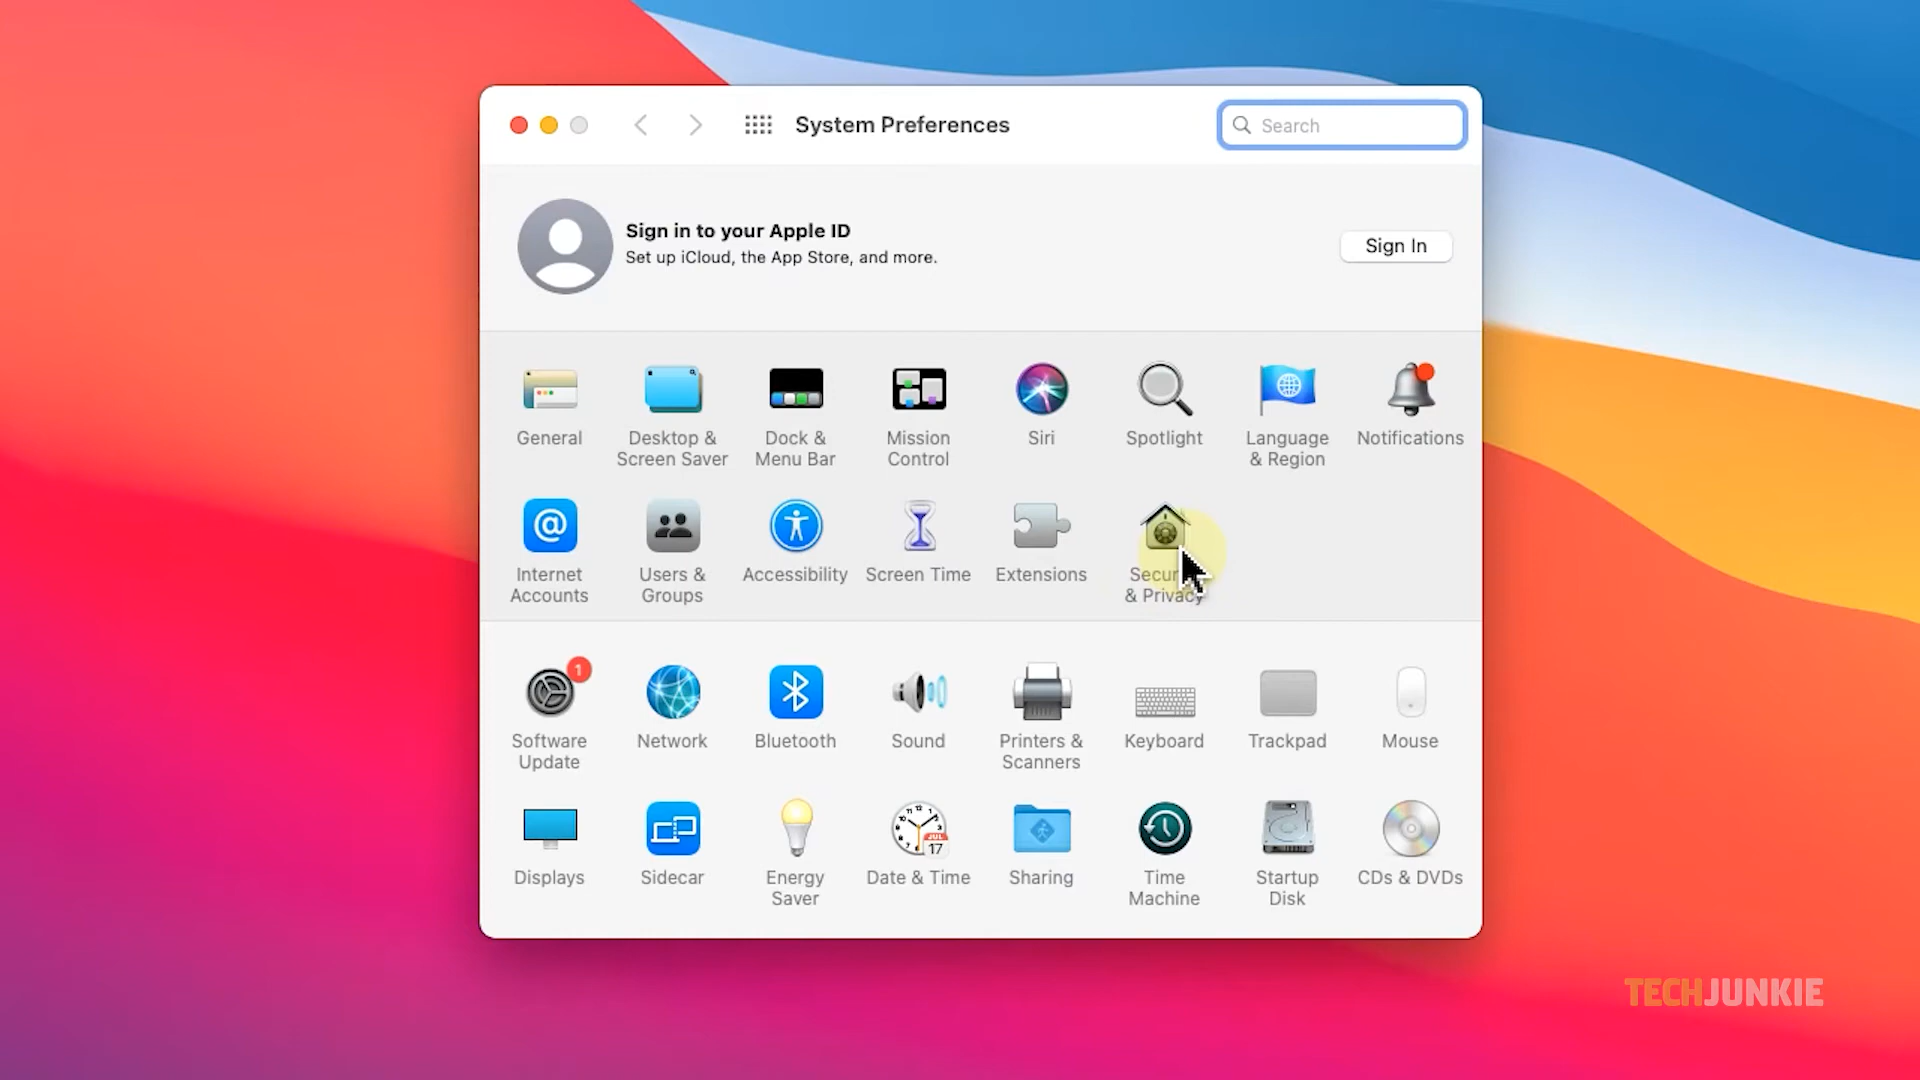 System Preferences
Search
Sign in to your Apple ID
Set up iCloud, the App Store, and more.
Sign In
General
Desktop &
Screen Saver
Dock &
Menu Bar
Mission
Control
Siri
Spotlight
Language
& Region
Notifications
Internet
Accounts
Users &
Groups
Accessibility
Screen Time
Extensions
& Privacy
1
Software
Update
Network
Bluetooth
Sound
Printers &
Scanners
Keyboard
Trackpad
Mouse
Displays
Sidecar
Energy
Saver
JUL
17
Date & Time
Sharing
Time
Machine
Startup
Disk
CDs & DVDs
TECHJUNKIE